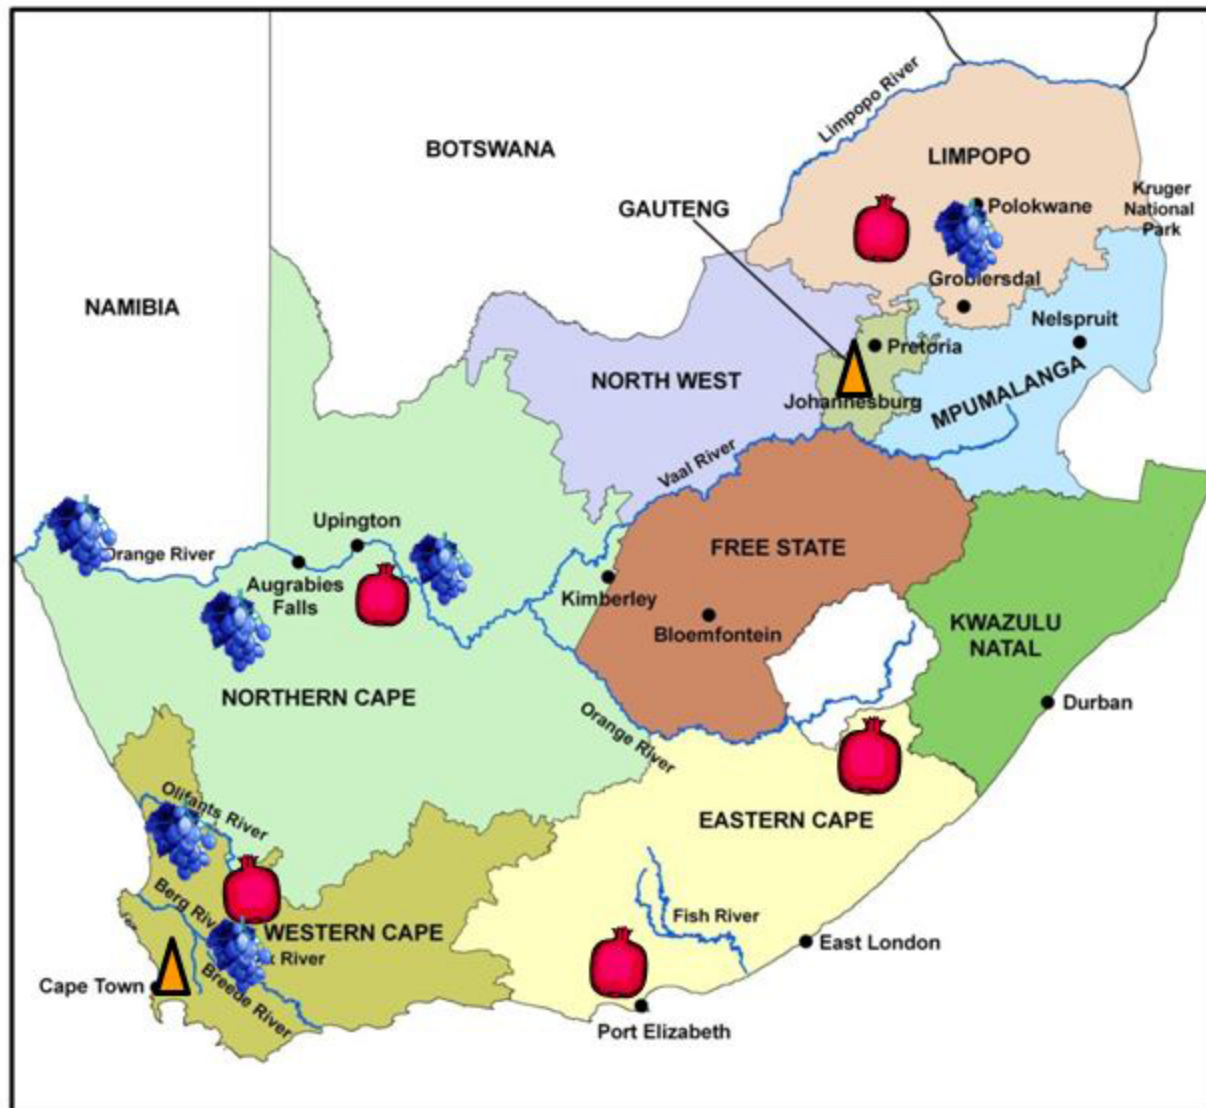 Limpopo River
BOTSWANA
LIMPOPO
Kruger
National
Park
GAUTENG
Polokwane
NAMIBIA
Groblersdal
Nelspruit
Pretoria
NORTH WEST
Johannesburg
MPUMALANGA
Vaal River
Upington
Orange River
FREE STATE
Augrabies
Falls
Kimberley
Bloemfontein
KWAZULU
NATAL
NORTHERN CAPE
Orange River
Durban
Olifants River
EASTERN CAPE
Berg
WESTERN CAPE
Fish River
East London
River
Breede River
Cape Town
Port Elizabeth